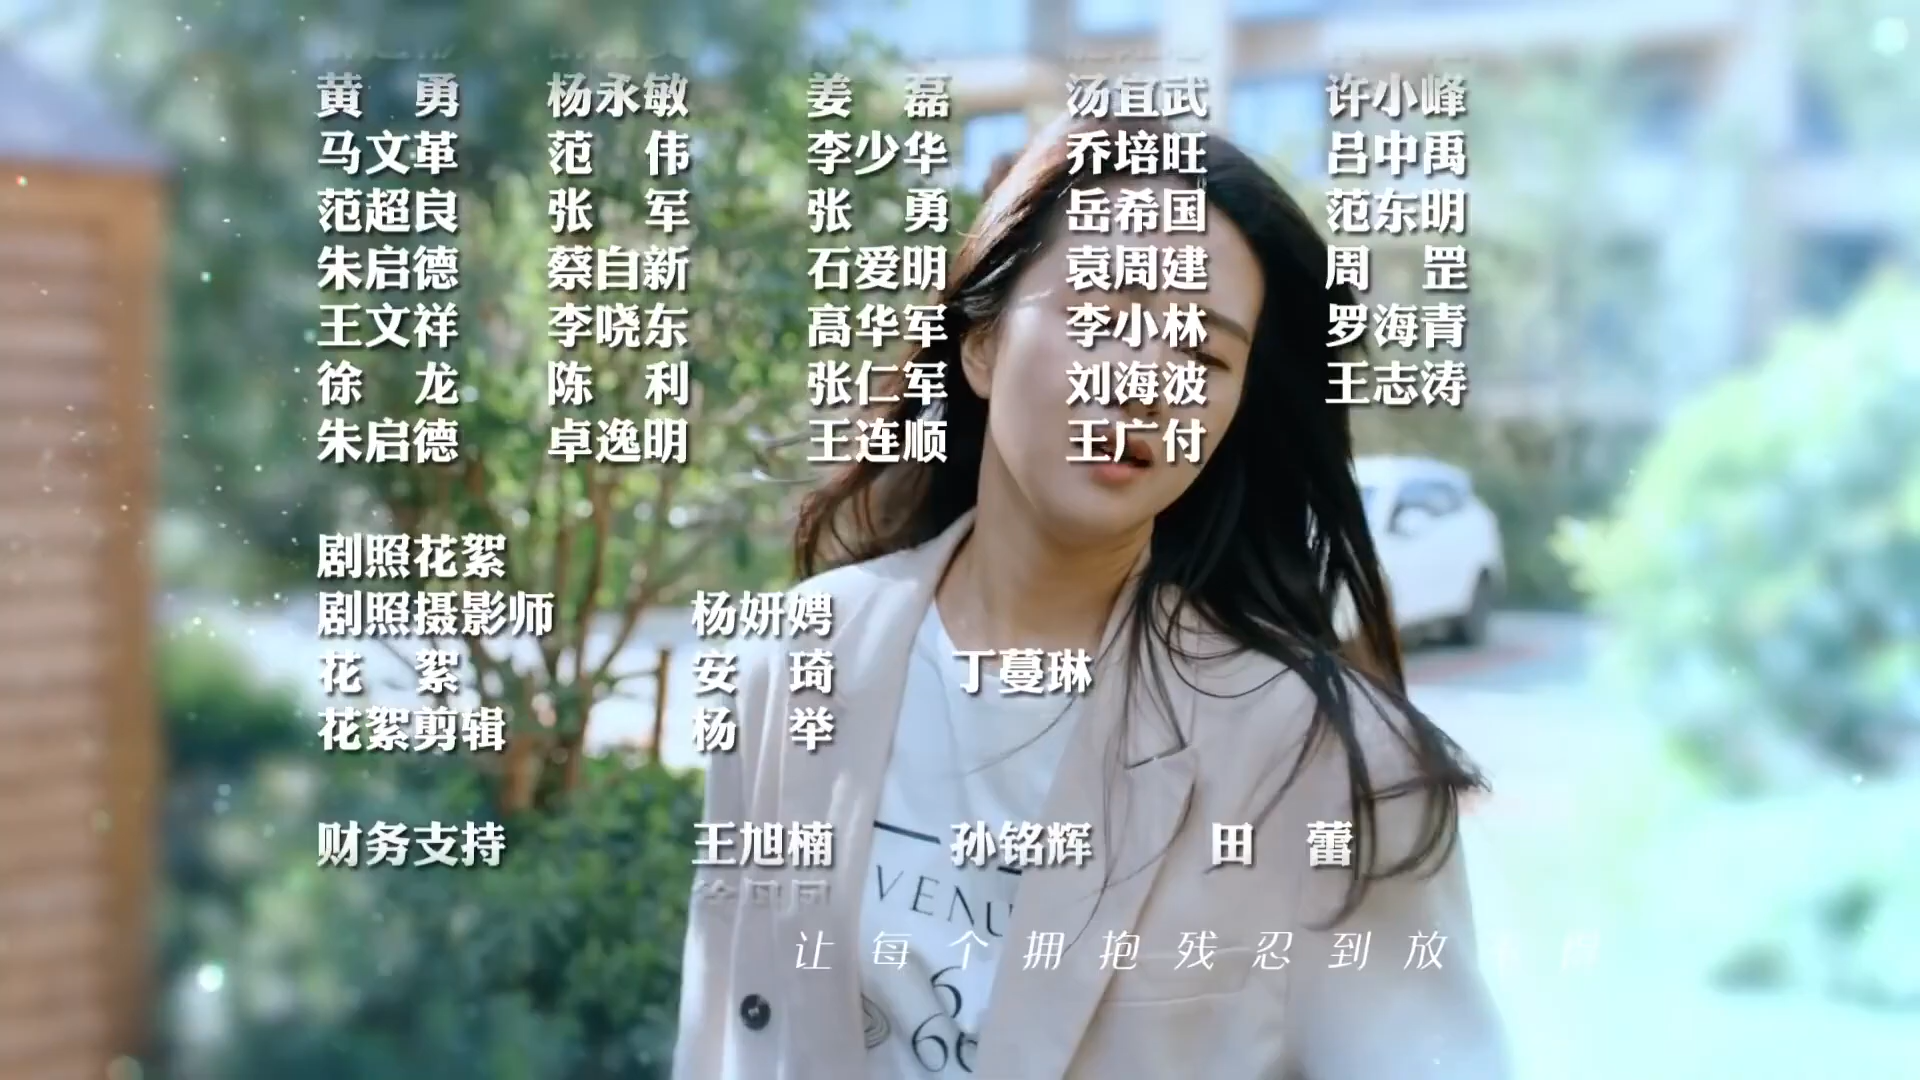 黄 勇 杨永敏 姜 磊 汤宜武 许小峰
马文革 范 伟 李少华 乔培旺 吕中禹
范超良 张 军 张 勇 岳希国 范东明
朱启德 蔡自新 石爱明 袁周建 周 罡
王文祥 李晓东 高华军 李小林 罗海青
徐 龙 陈 利 张仁军 刘海波 王志涛
朱启德 卓逸明 王连顺 王广付
剧照花絮
剧照摄影师 杨妍娉
花 絮 安 琦 丁蔓琳
花絮剪辑 杨 举
财务支持 王旭楠 孙铭辉 田 蕾
VENU
让每个拥抱残忍到放
6
60